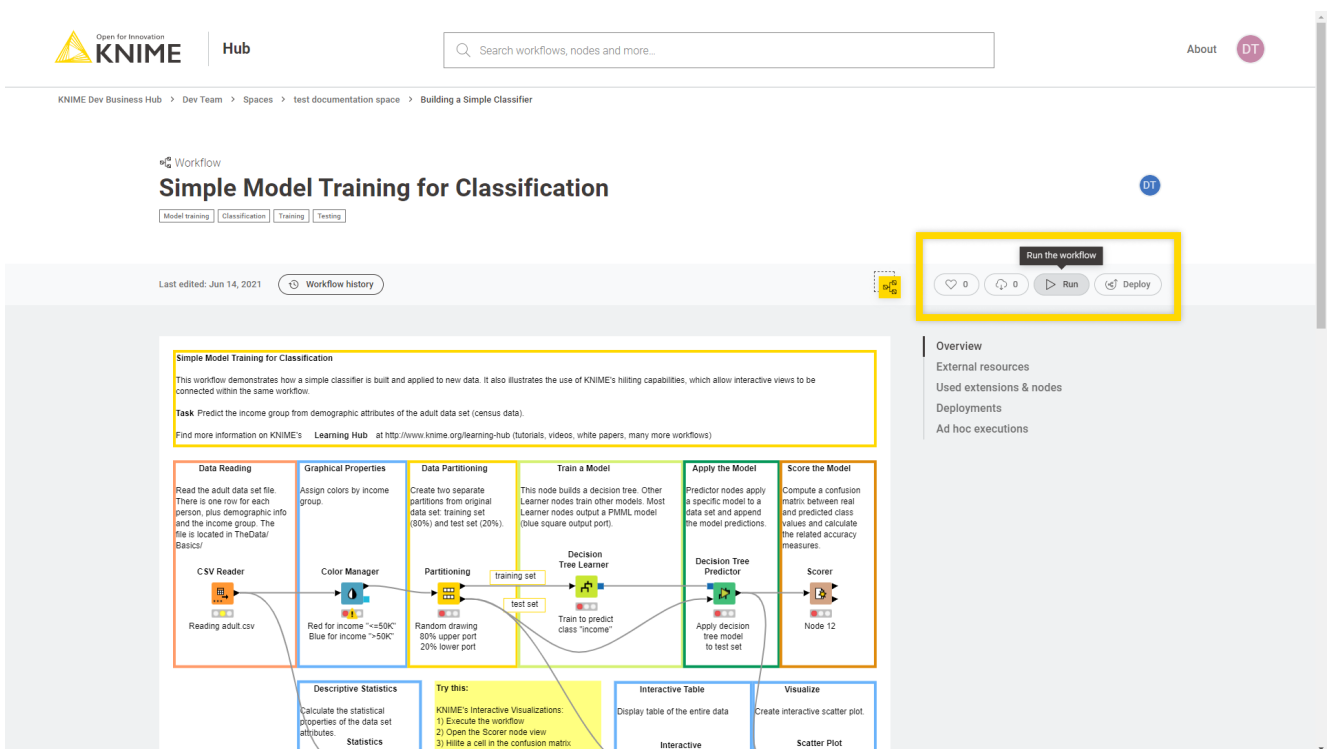 Open for Innovation
KNIME
Hub
Search workflows, nodes and more...
About
DT
KNIME Dev Business Hub > Dev Team > Spaces > test documentation space > Building a Simple Classifier
Workflow
Simple Model Training for Classification
DT
Model training Classification Training Testing
Run the workflow
Last edited: Jun 14, 2021
Workflow history
0 0 Run Deploy
Overview
External resources
Used extensions & nodes
Deployments
Ad hoc executions
Simple Model Training for Classification
This workflow demonstrates how a simple classifier is built and applied to new data. It also illustrates the use of KNIME's hiliting capabilities, which allow interactive views to be
connected within the same workflow.
Task Predict the income group from demographic attributes of the adult data set (census data).
Find more information on KNIME's Learning Hub at http://www.knime.org/learning-hub (tutorials, videos, white papers, many more workflows)
Data Reading
Read the adult data set file.
There is one row for each
person, plus demographic info
and the income group. The
file is located in TheData/
Basics/
CSV Reader
Reading adult.csv
Graphical Properties
Assign colors by income
group.
Color Manager
Red for income "<=50K"
Blue for income ">50K"
Data Partitioning
Create two separate
partitions from original
data set: training set
(80%) and test set (20%).
Partitioning
Random drawing
80% upper port
20% lower port
training set
test set
Train a Model
This node builds a decision tree. Other
Learner nodes train other models. Most
Learner nodes output a PMML model
(blue square output port).
Decision
Tree Learner
Train to predict
class "income"
Apply the Model
Predictor nodes apply
a specific model to a
data set and append
the model predictions.
Decision Tree
Predictor
Apply decision
tree model
to test set
Score the Model
Compute a confusion
matrix between real
and predicted class
values and calculate
the related accuracy
measures.
Scorer
Node 12
Descriptive Statistics
Calculate the statistical
properties of the data set
attributes.
Statistics
Try this:
KNIME's Interactive Visualizations:
1) Execute the workflow
2) Open the Scorer node view
3) Hilite a cell in the confusion matrix
Interactive Table
Display table of the entire data
Interactive
Visualize
Create interactive scatter plot.
Scatter Plot